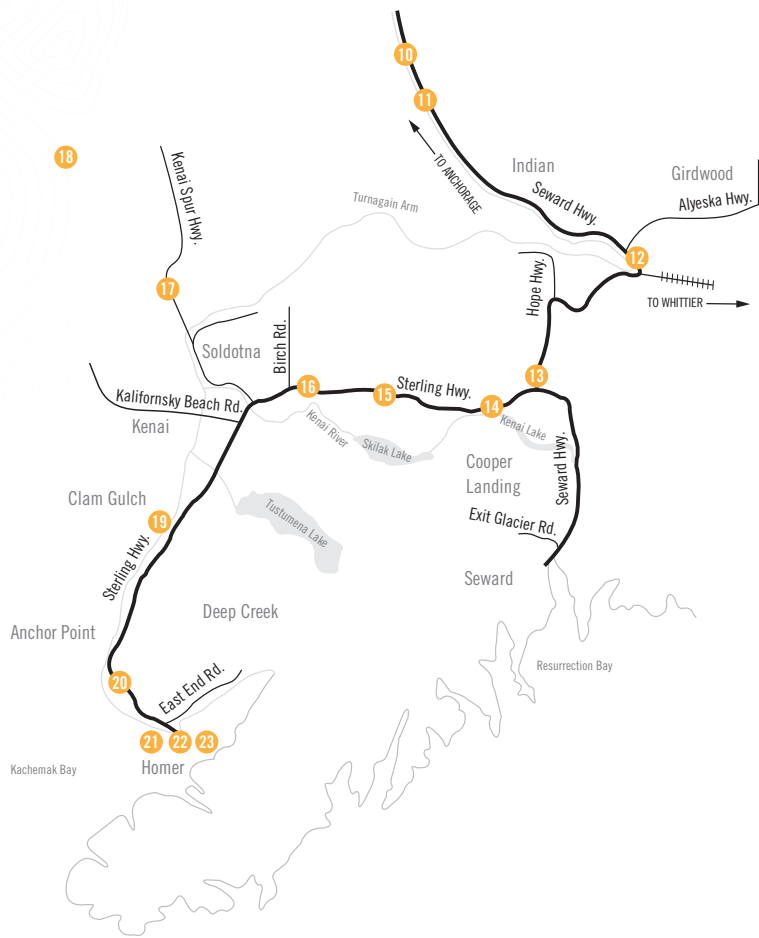 10
11
18
Kenai Spur Hwy.
TO ANCHORAGE
Indian
Girdwood
Seward Hwy.
Alyeska Hwy.
Turnagain Arm
12
17
Hope Hwy.
TO WHITTIER
Soldotna
Birch Rd.
13
16
15
Sterling Hwy.
14
Kalifornsky Beach Rd.
Kenai
Kenai River
Skilak Lake
Kenai Lake
Cooper
Landing
Seward Hwy.
Clam Gulch
19
Tustumena Lake
Exit Glacier Rd.
Sterling Hwy.
Seward
Deep Creek
Anchor Point
Resurrection Bay
20
East End Rd.
21
22
23
Kachemak Bay
Homer